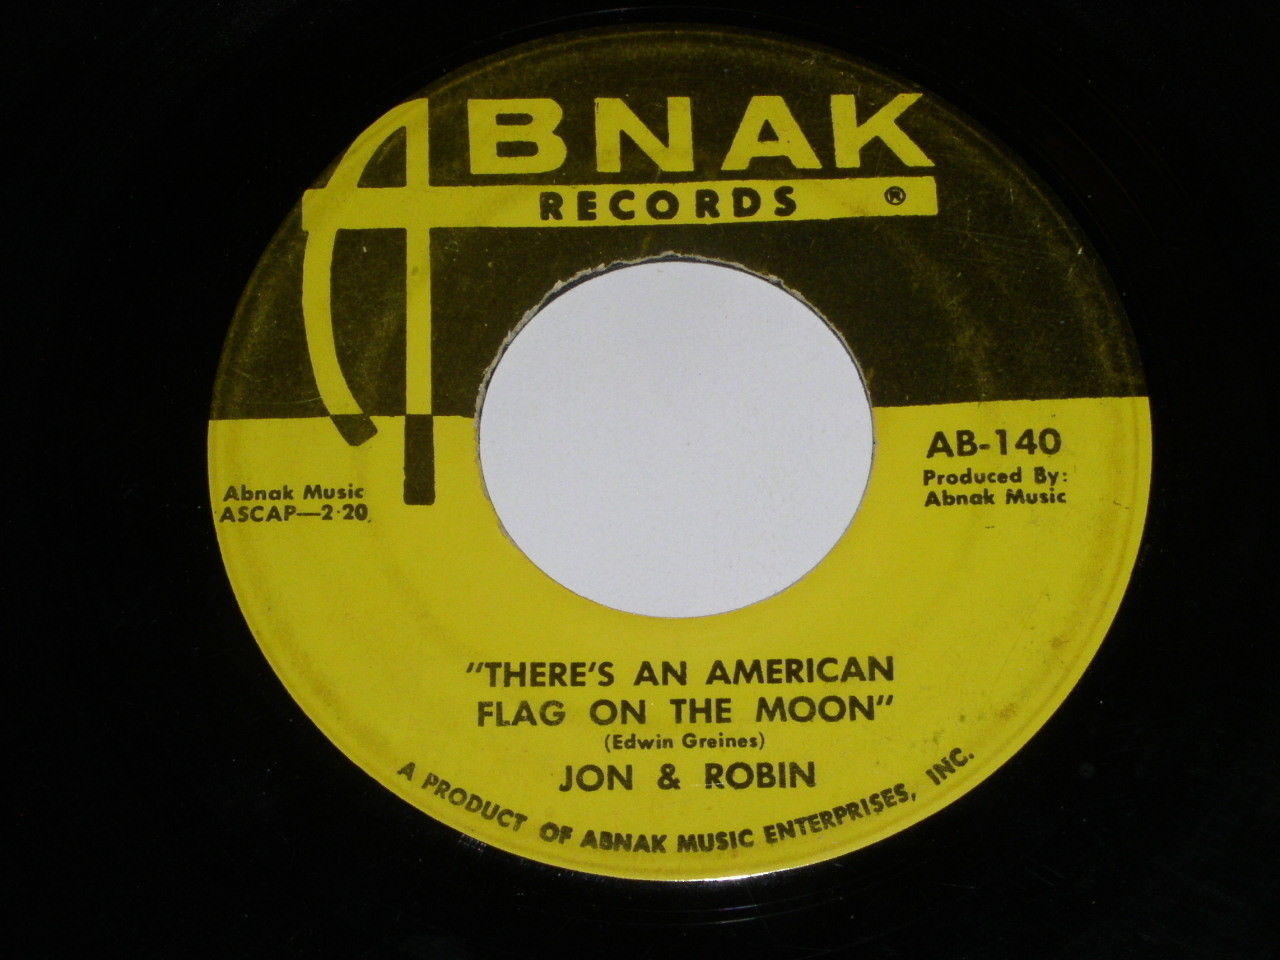 ABNAK
RECORDS ®
AB-140
Produced By:
Abnak Music
Abnak Music
ASCAP—2:20
"THERE'S AN AMERICAN
FLAG ON THE MOON"
(Edwin Greines)
JON & ROBIN
A PRODUCT OF ABNAK MUSIC ENTERPRISES, INC.